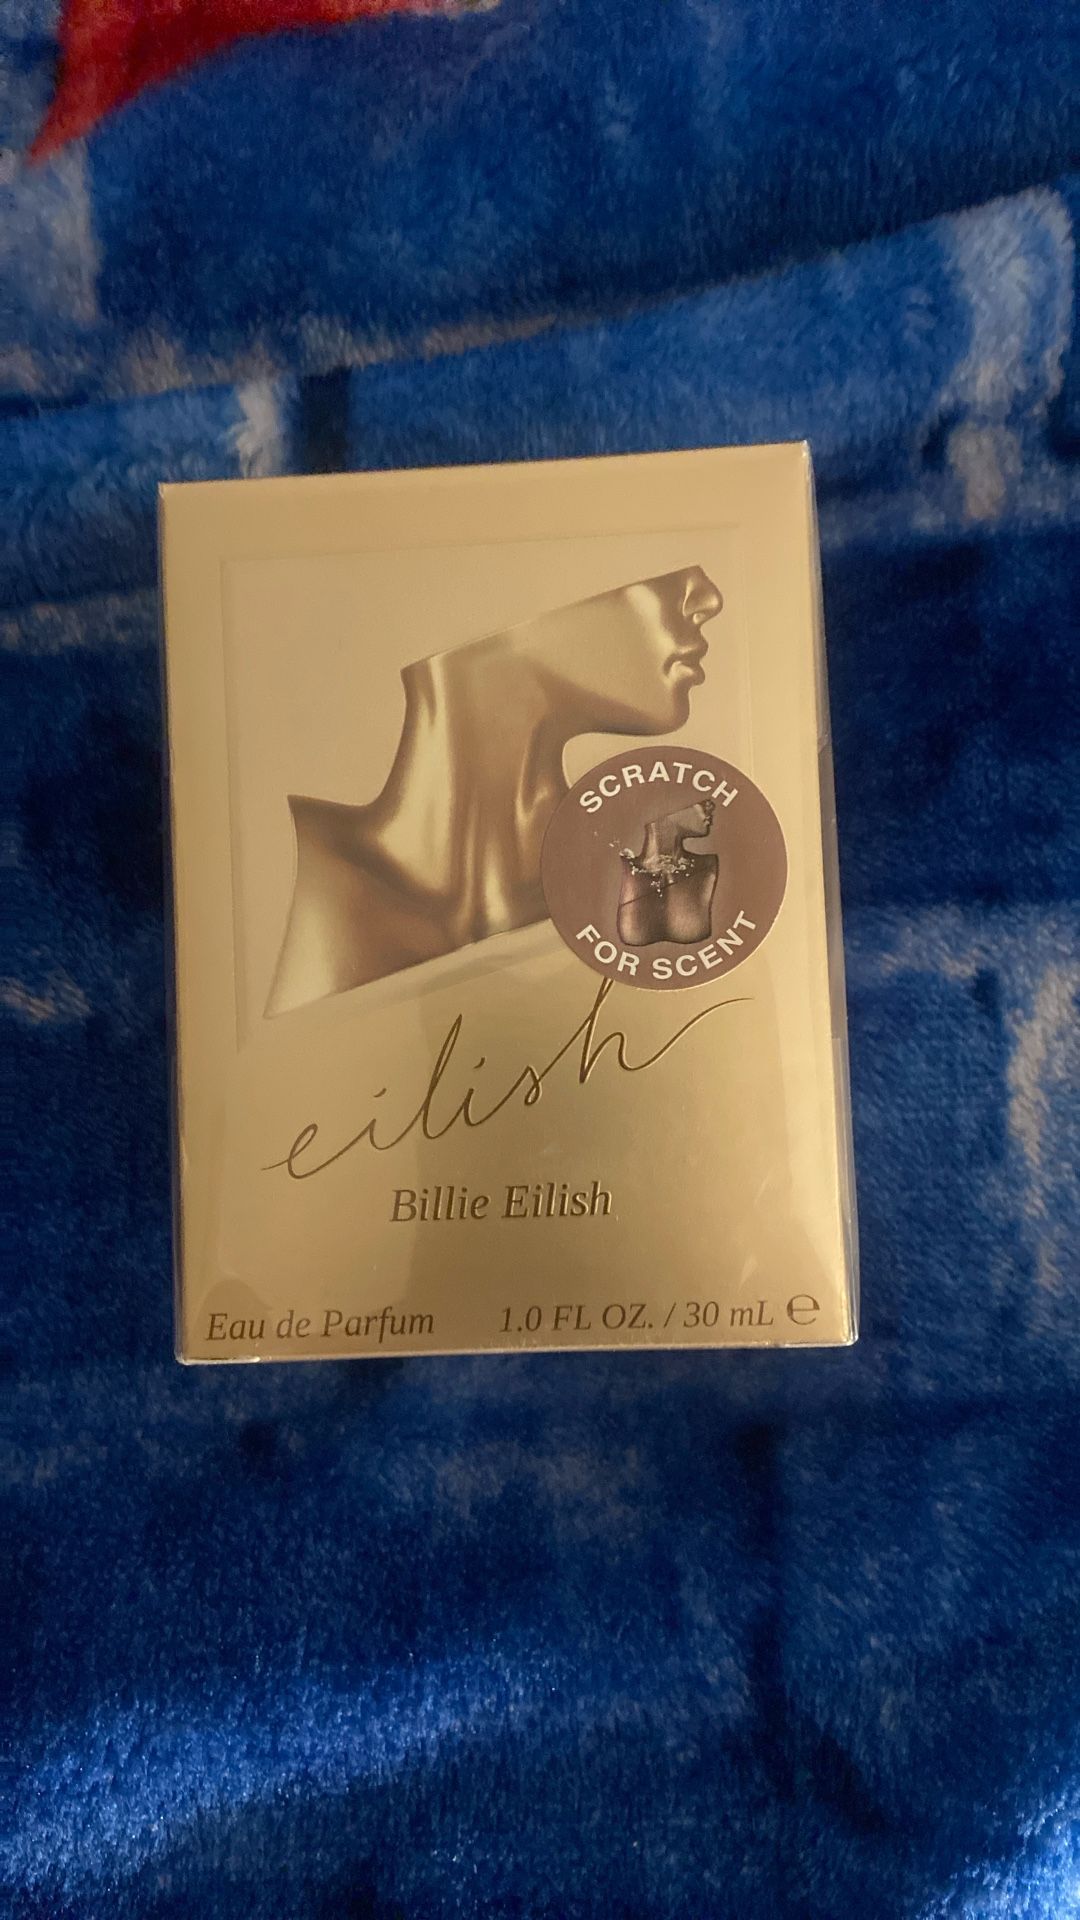 SCRATCH
FOR SCENT
eilish
Billie Eilish
Eau de Parfum 1.0 FL OZ. / 30 mL ℮